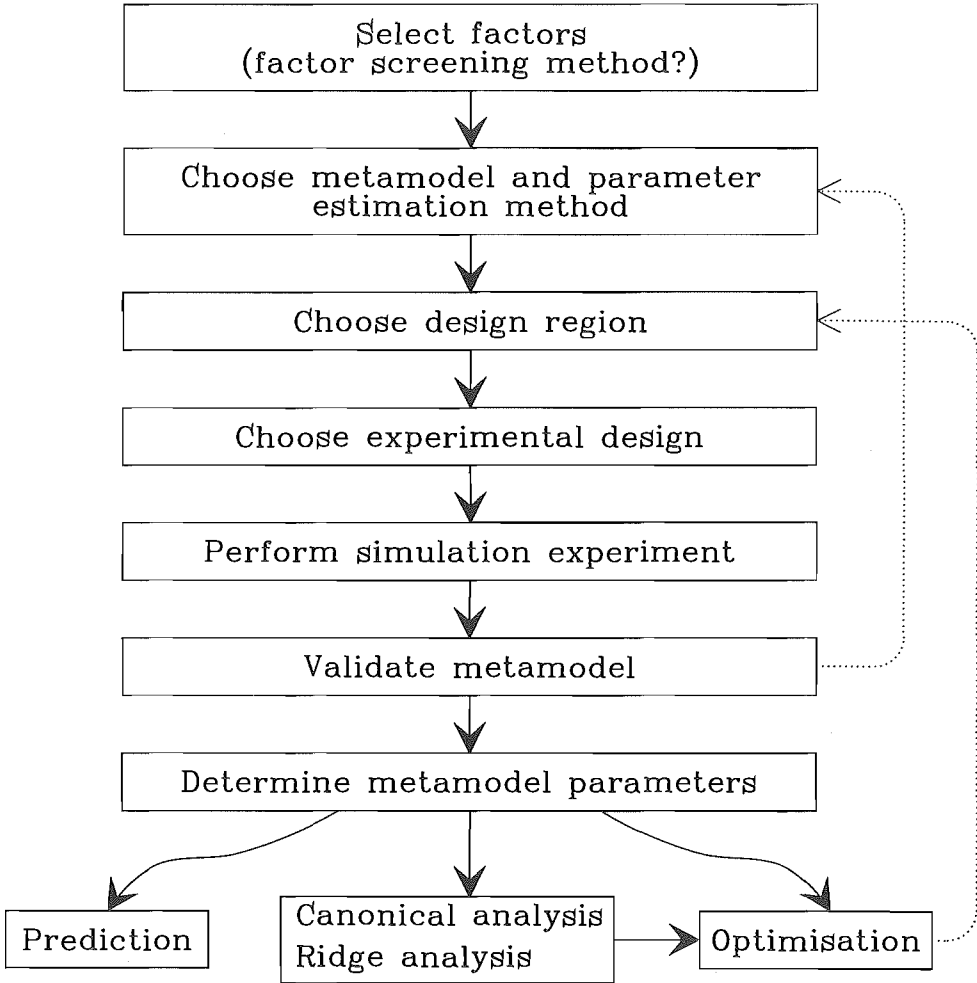 Select factors
(factor screening method?)
Choose metamodel and parameter
estimation method
Choose design region
Choose experimental design
Perform simulation experiment
Validate metamodel
Determine metamodel parameters
Prediction
Canonical analysis
Ridge analysis
Optimisation